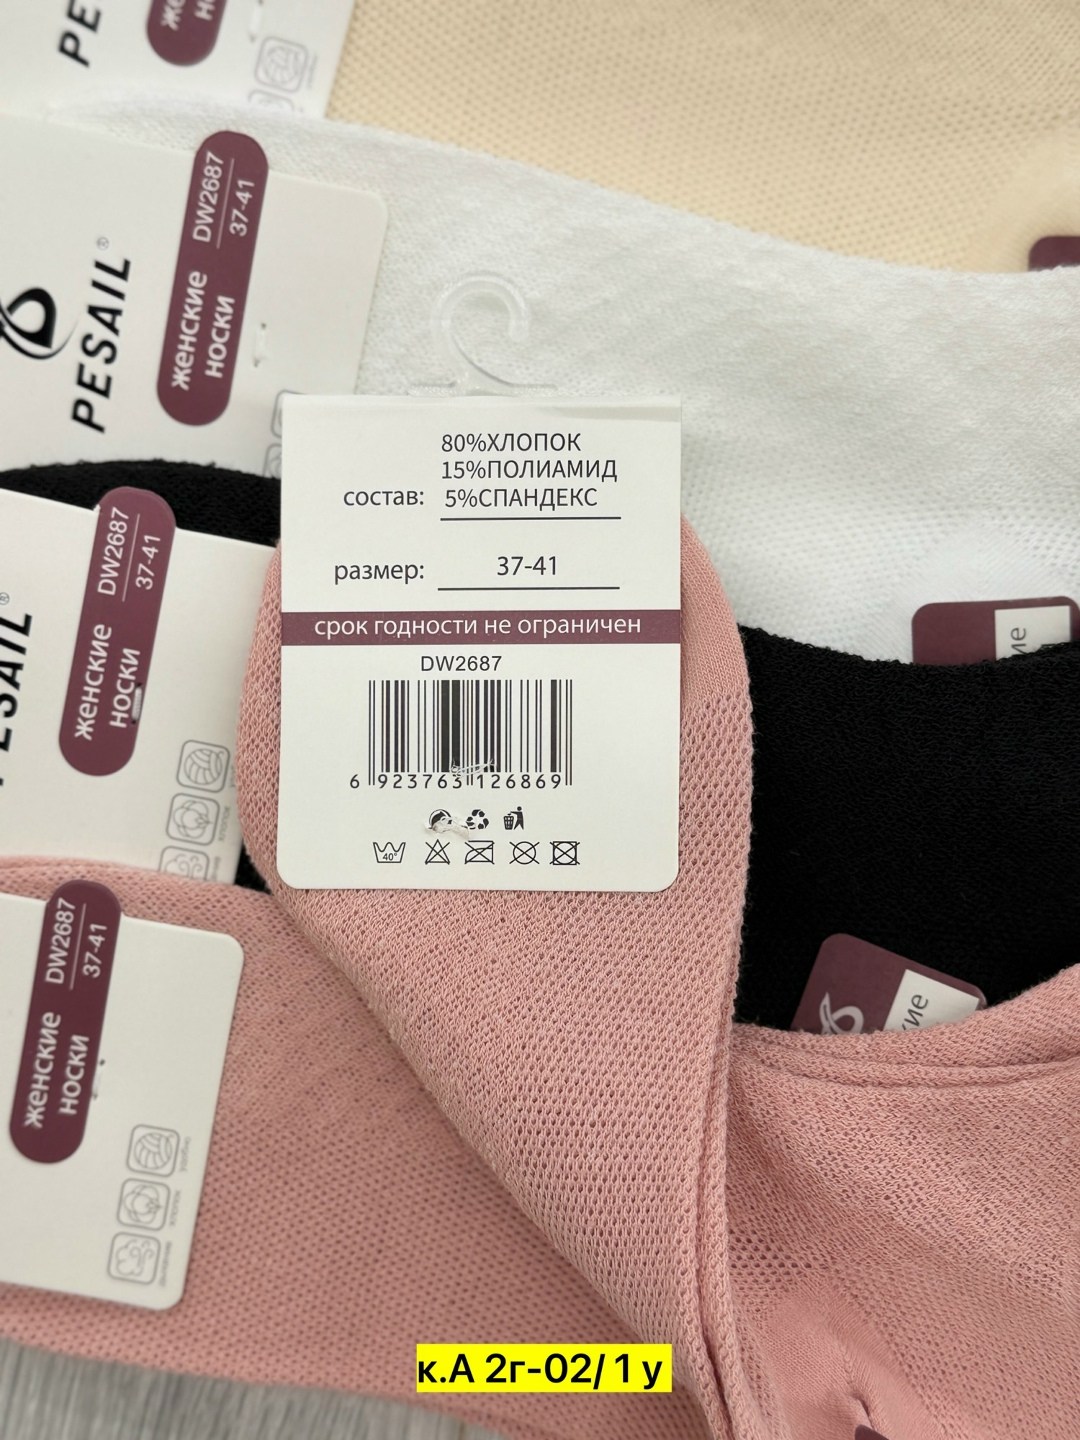 PESAIL®
женские
носки
DW2687
37-41
80%ХЛОПОК
15%ПОЛИАМИД
состав: 5%СПАНДЕКС
размер: 37-41
срок годности не ограничен
DW2687
6 923763 126869
40°
женские
носки
DW2687
37-41
женские
носки
DW2687
37-41
к.А 2г-02/ 1 у